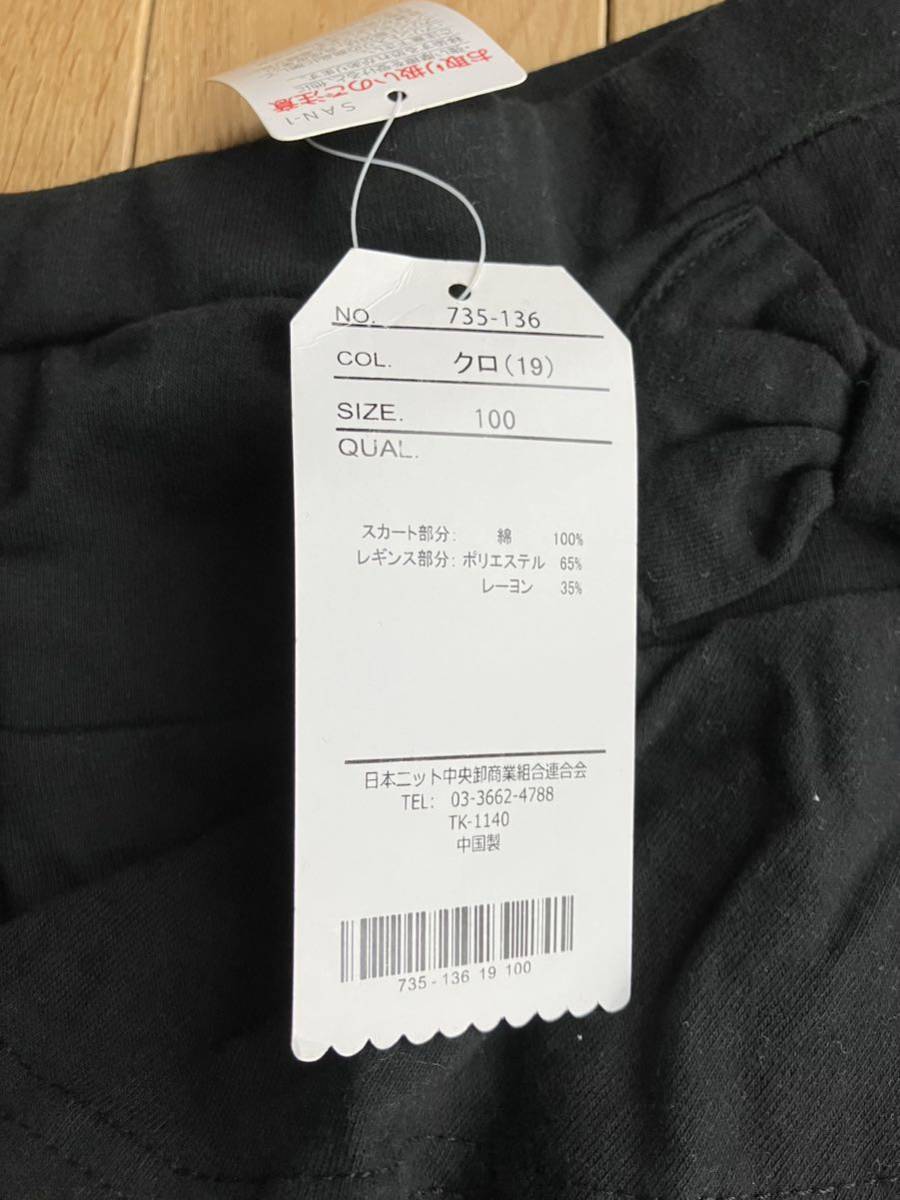 SAN-1
お取り扱いのご注意
NO. 735-136
COL. クロ(19)
SIZE. 100
QUAL.
スカート部分: 綿 100%
レギンス部分: ポリエステル 65%
レーヨン 35%
日本ニット中央卸商業組合連合会
TEL: 03-3662-4788
TK-1140
中国製
735 - 136 19 100